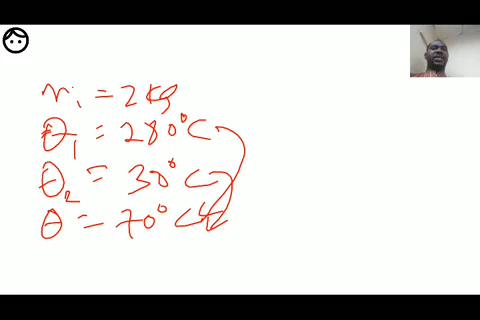 m₁ = 2kg
θ₁ = 280°C
θ₂ = 30°C
θ = 70°C